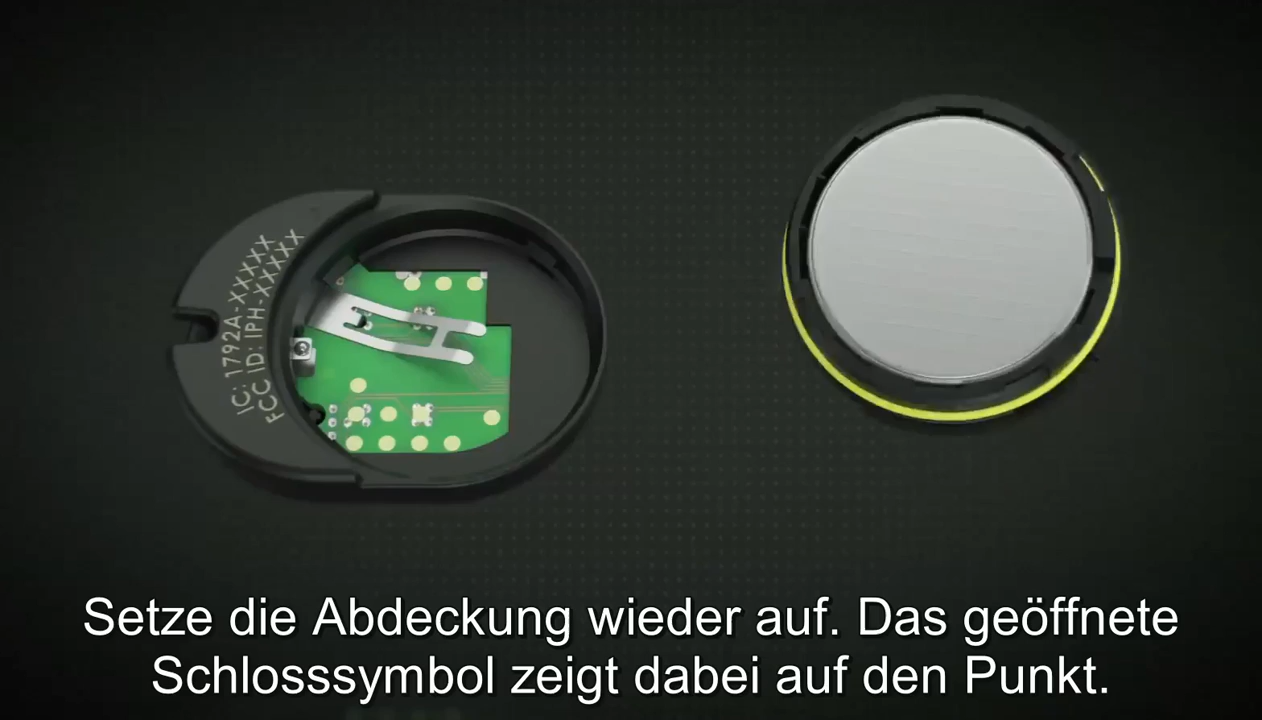 IC: 1792A-XXXXX
FCC ID: IPH-XXXXX
Setze die Abdeckung wieder auf. Das geöffnete
Schlosssymbol zeigt dabei auf den Punkt.